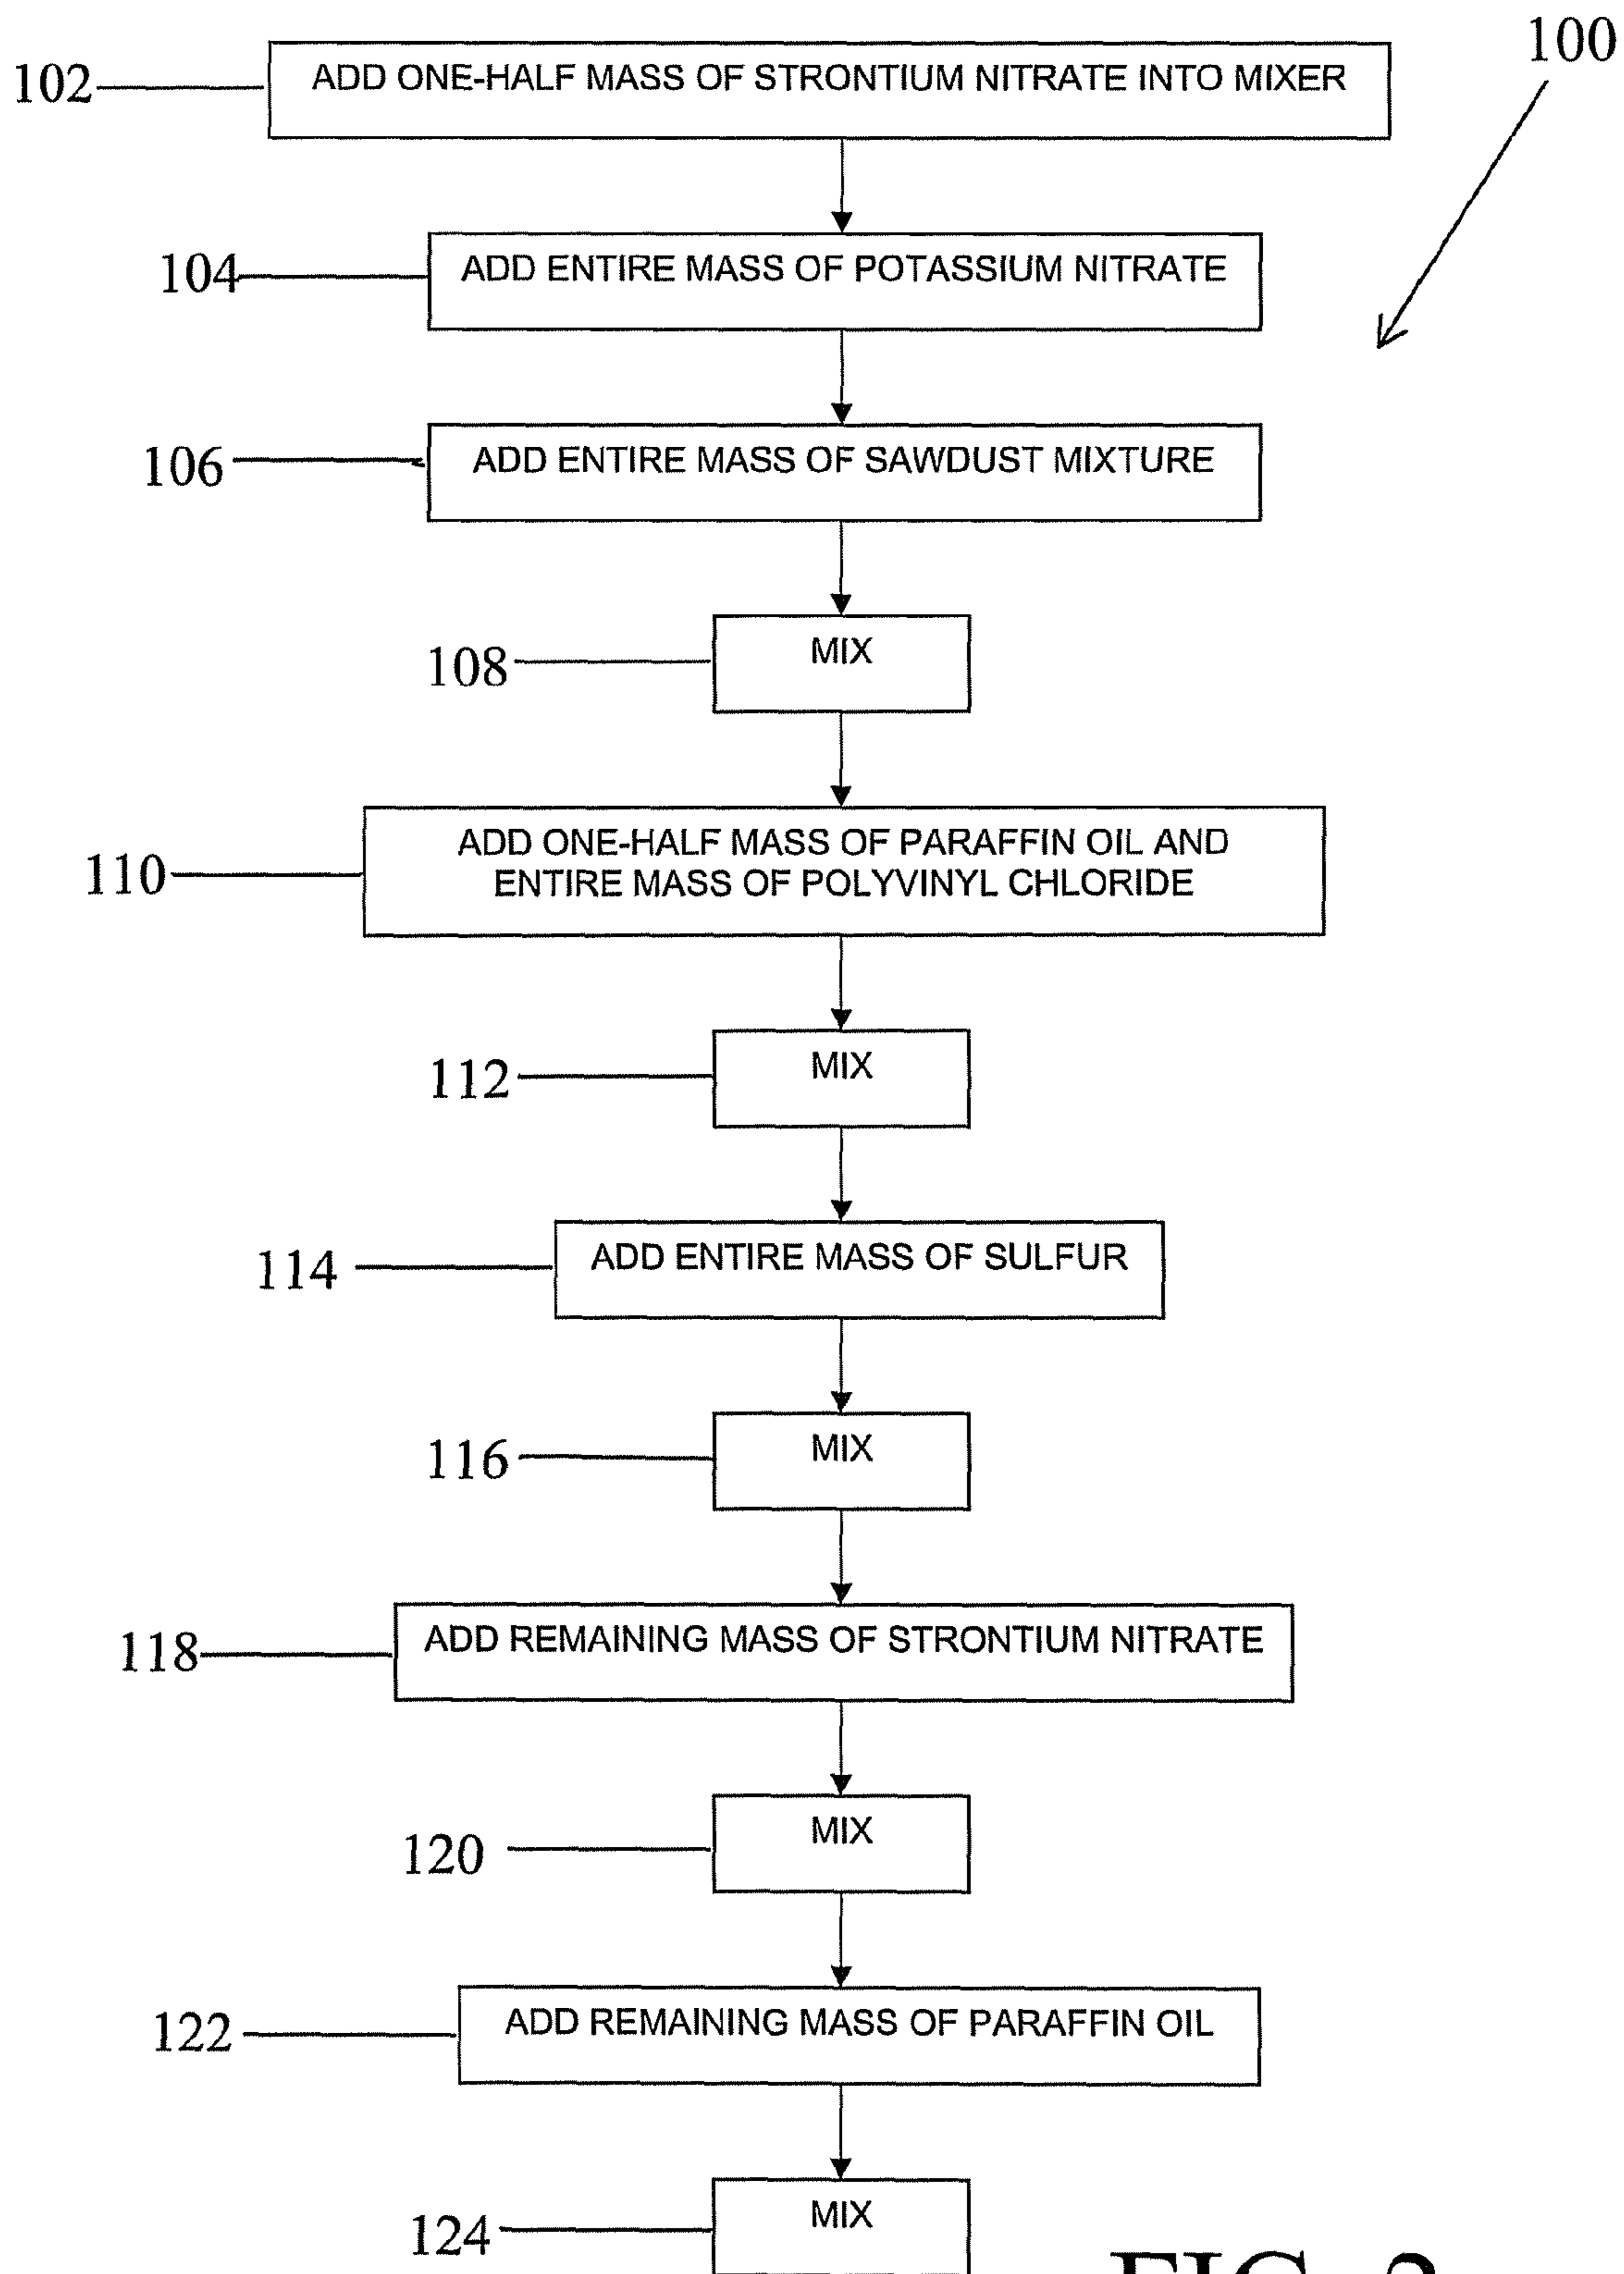 100
102 ADD ONE-HALF MASS OF STRONTIUM NITRATE INTO MIXER
104 ADD ENTIRE MASS OF POTASSIUM NITRATE
106 ADD ENTIRE MASS OF SAWDUST MIXTURE
108 MIX
110 ADD ONE-HALF MASS OF PARAFFIN OIL AND
ENTIRE MASS OF POLYVINYL CHLORIDE
112 MIX
114 ADD ENTIRE MASS OF SULFUR
116 MIX
118 ADD REMAINING MASS OF STRONTIUM NITRATE
120 MIX
122 ADD REMAINING MASS OF PARAFFIN OIL
124 MIX